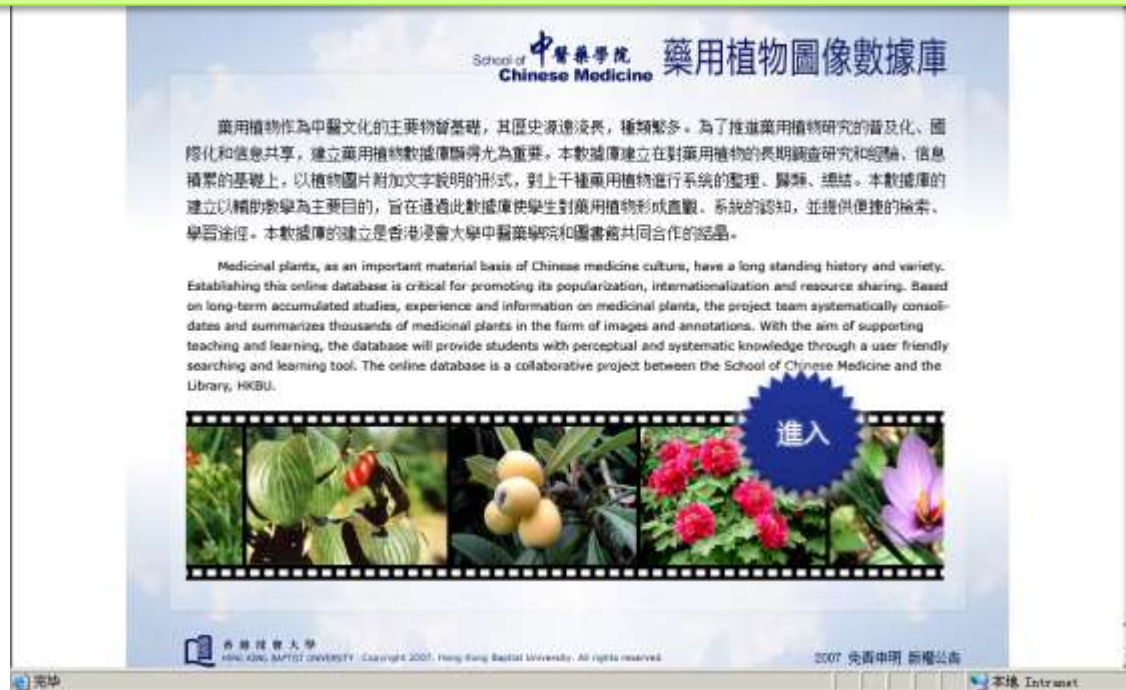 School of 中醫藥學院 藥用植物圖像數據庫
Chinese Medicine
藥用植物作為中醫文化的主要物質基礎，其歷史源遠流長，種類繁多。為了推進藥用植物研究的普及化、國
際化和信息共享，建立藥用植物數據庫顯得尤為重要。本數據庫建立在對藥用植物的長期調查研究和經驗、信息
積累的基礎上，以植物圖片附加文字說明的形式，對上千種藥用植物進行系統的整理、歸類、總結。本數據庫的
建立以輔助教學為主要目的，旨在通過此數據庫使學生對藥用植物形成直觀、系統的認知，並提供便捷的檢索、
學習途徑。本數據庫的建立是香港浸會大學中醫藥學院和圖書館共同合作的結晶。
Medicinal plants, as an important material basis of Chinese medicine culture, have a long standing history and variety.
Establishing this online database is critical for promoting its popularization, internationalization and resource sharing. Based
on long-term accumulated studies, experience and information on medicinal plants, the project team systematically consoli-
dates and summarizes thousands of medicinal plants in the form of images and annotations. With the aim of supporting
teaching and learning, the database will provide students with perceptual and systematic knowledge through a user friendly
searching and learning tool. The online database is a collaborative project between the School of Chinese Medicine and the
Library, HKBU.
進入
香港浸會大學
HONG KONG BAPTIST UNIVERSITY Copyright 2007. Hong Kong Baptist University. All rights reserved.
2007 免責申明 版權公告
完毕
本塊 Intranet